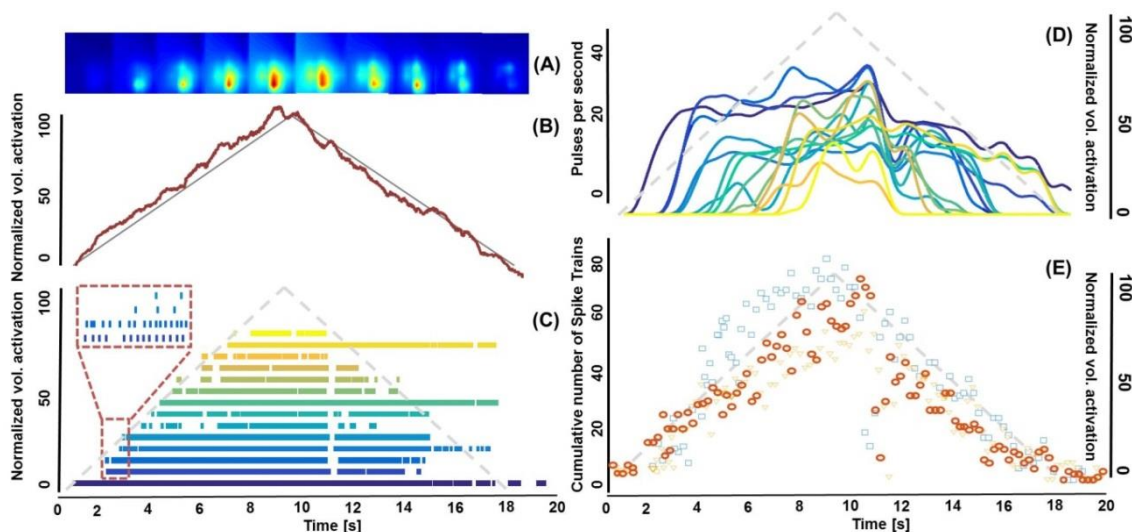 (A)
(B)
Normalized vol. activation
100
50
0
(C)
Normalized vol. activation
100
50
0
0 2 4 6 8 10 12 14 16 18 20
Time [s]
(D)
Pulses per second
40
20
0
Normalized vol. activation
100
50
0
(E)
Cumulative number of Spike Trains
80
60
40
20
0
Normalized vol. activation
100
50
0
0 2 4 6 8 10 12 14 16 18 20
Time [s]